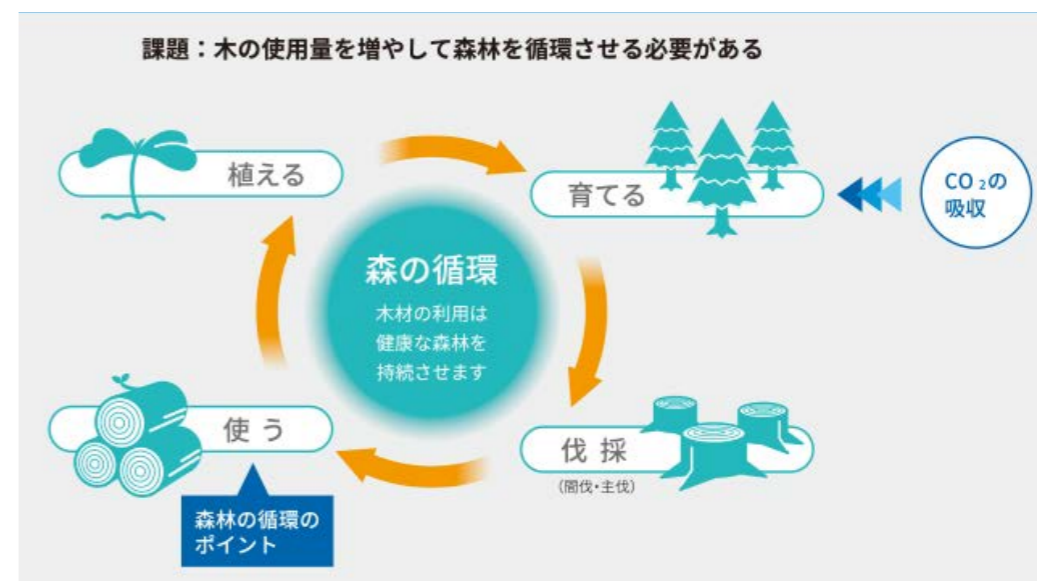 課題：木の使用量を増やして森林を循環させる必要がある
植える
育てる
CO₂の
吸収
森の循環
木材の利用は
健康な森林を
持続させます
伐採
（間伐・主伐）
使う
森林の循環の
ポイント